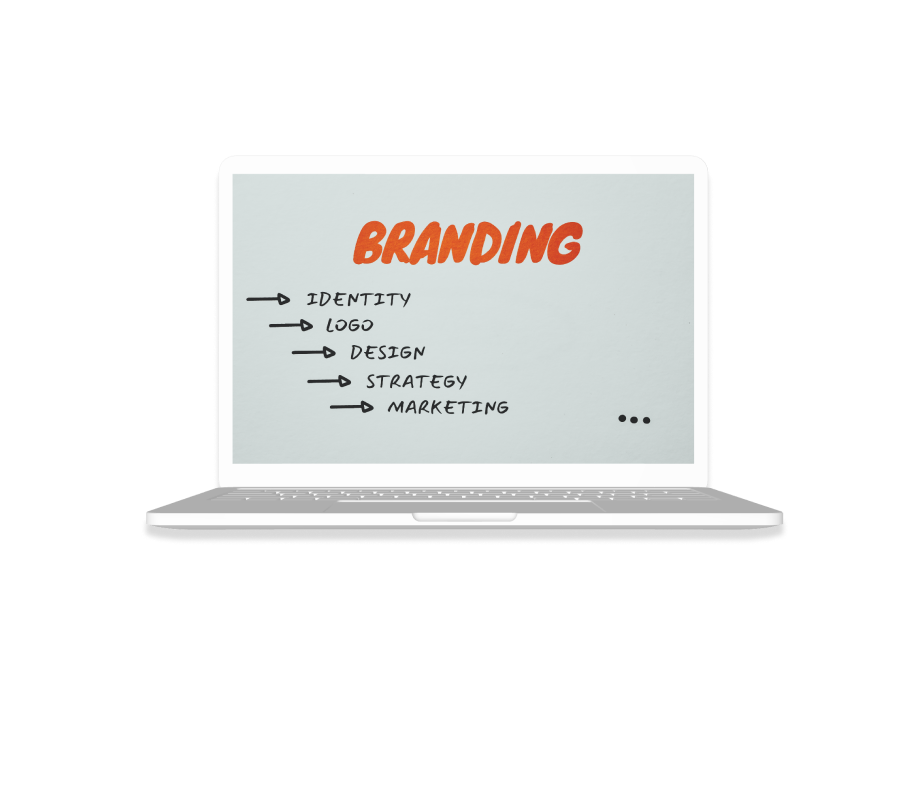 BRANDING
IDENTITY
LOGO
DESIGN
STRATEGY
MARKETING
...